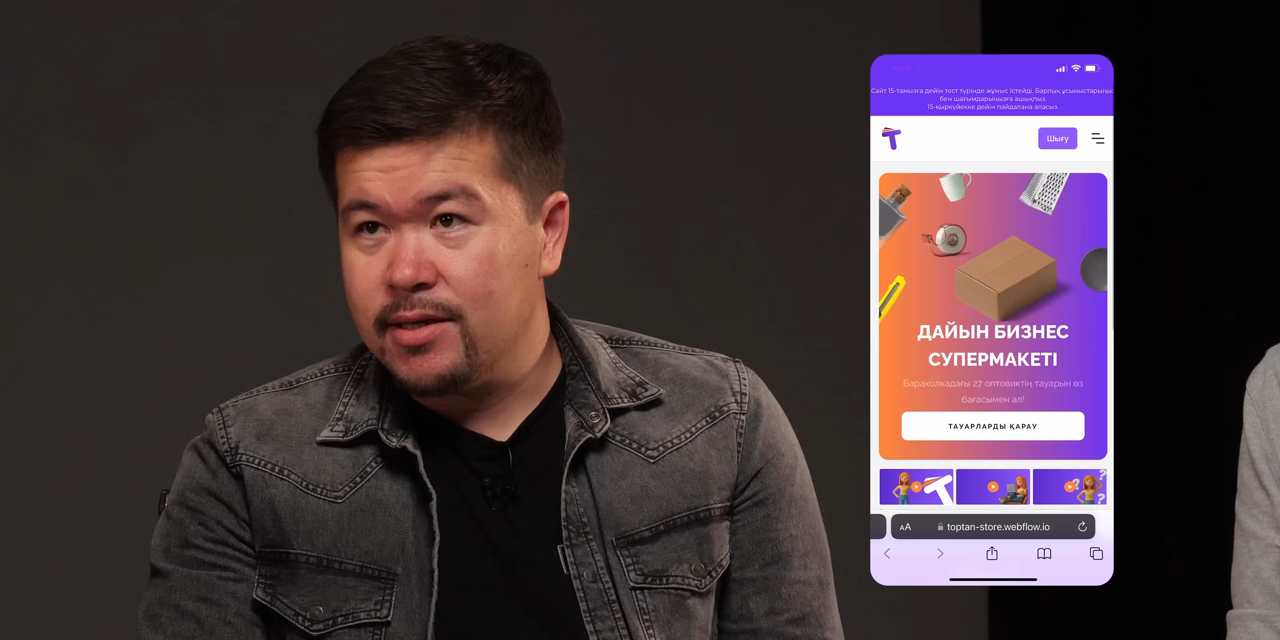 Сайт 15-тамызға дейін тест түрінде жұмыс істейді. Барлық ұсыныстарыңыз
бен шағымдарыңызға ашықпыз.
15-қыркүйекке дейін пайдалана аласыз.
Шығу
ДАЙЫН БИЗНЕС
СУПЕРМАКЕТІ
Барахолкадағы 27 оптовиктің тауарын өз
бағасымен ал!
ТАУАРЛАРДЫ ҚАРАУ
AA toptan-store.webflow.io